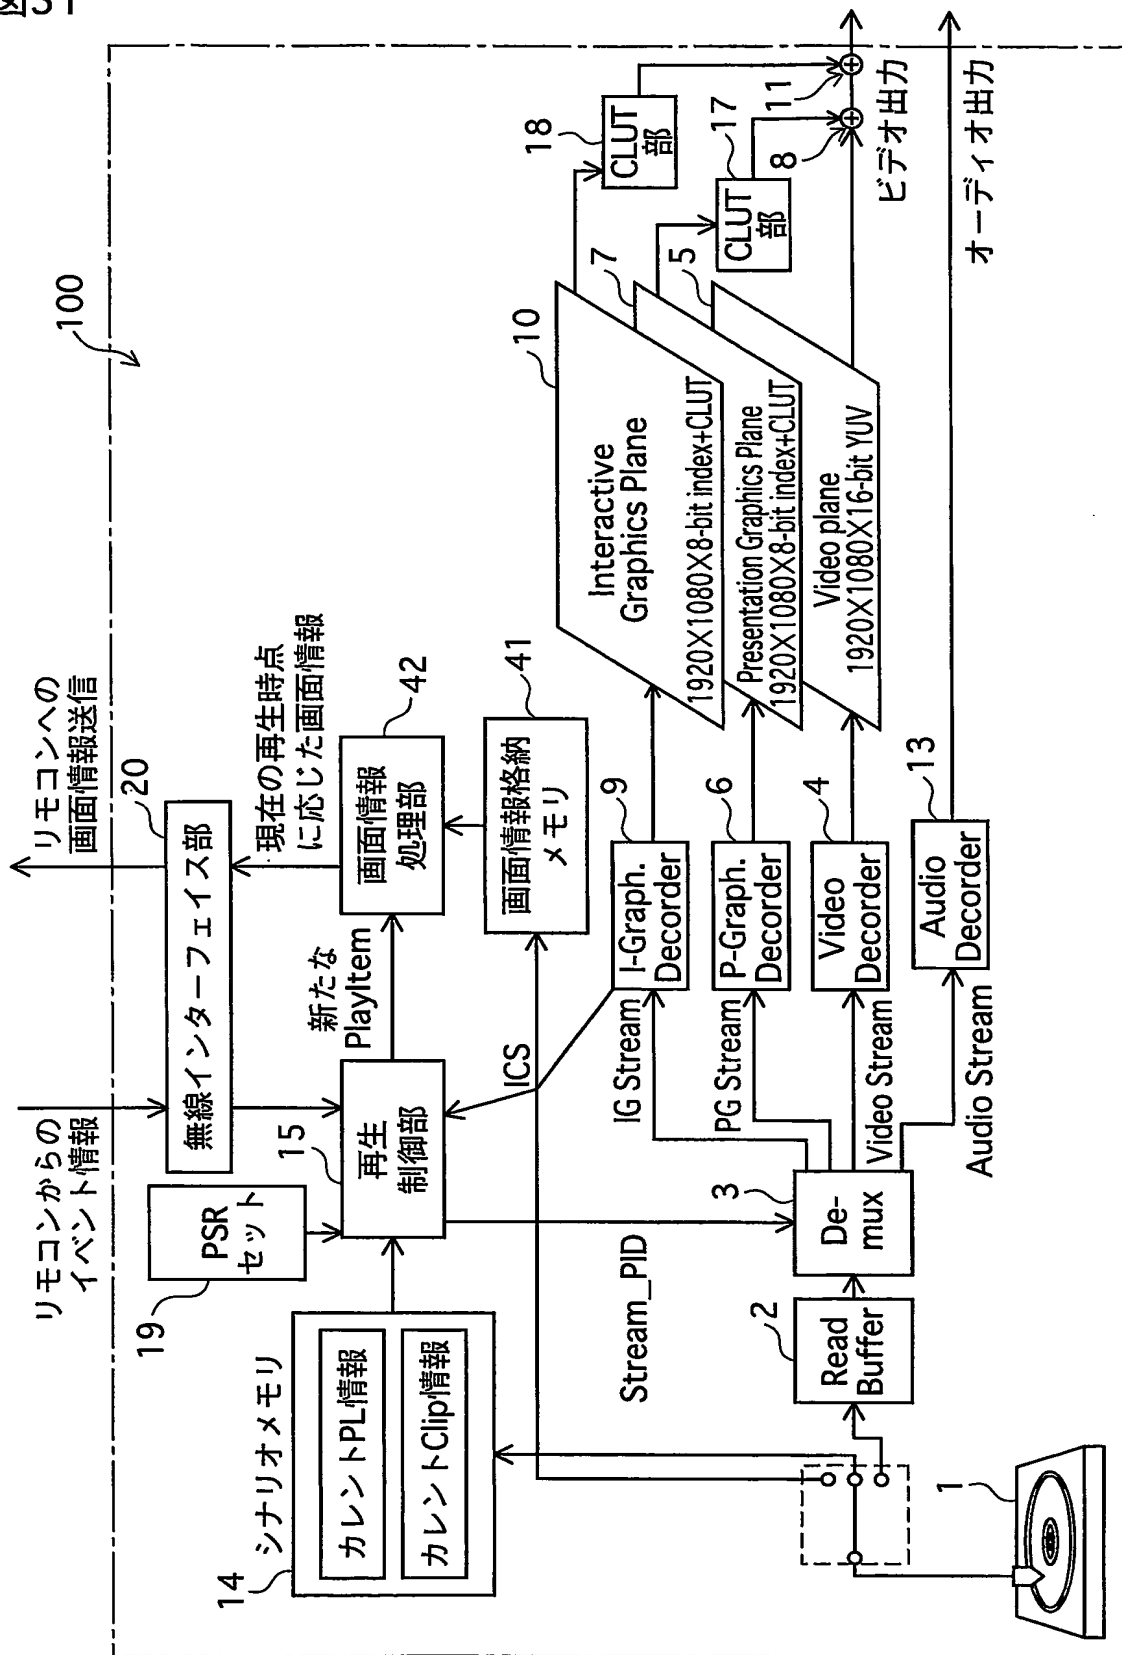 図31
100
リモコンからの
イベント情報
リモコンへの
画面情報送信
20
無線インターフェイス部
19
PSR
セット
15
再生
制御部
新たな
PlayItem
現在の再生時点
に応じた画面情報
42
画面情報
処理部
41
画面情報格納
メモリ
14
シナリオメモリ
カレントPL情報
カレントClip情報
ICS
Stream_PID
1
2
Read
Buffer
3
De-
mux
IG Stream
PG Stream
Video Stream
Audio Stream
9
I-Graph.
Decorder
6
P-Graph.
Decorder
4
Video
Decorder
13
Audio
Decorder
10
Interactive
Graphics Plane
1920X1080X8-bit index+CLUT
7
Presentation Graphics Plane
1920X1080X8-bit index+CLUT
5
Video plane
1920X1080X16-bit YUV
18
CLUT
部
17
CLUT
部
8
11
ビデオ出力
オーディオ出力